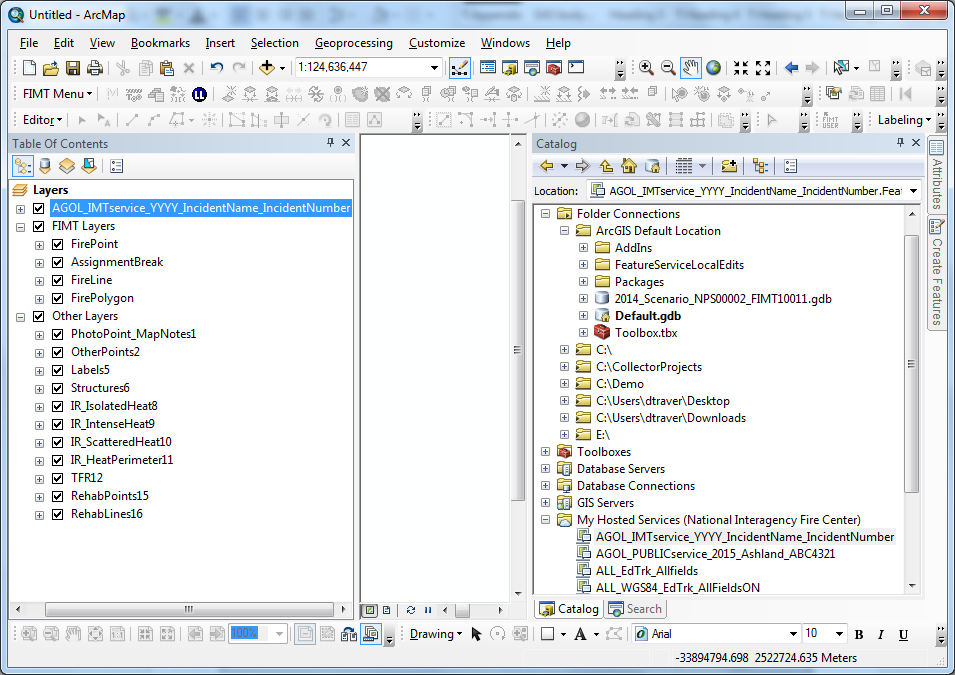 Untitled - ArcMap
File Edit View Bookmarks Insert Selection Geoprocessing Customize Windows Help
1:124,636,447
FIMT Menu LL
Editor FIMT USER Labeling
Table Of Contents
Layers
AGOL_IMTservice_YYYY_IncidentName_IncidentNumber
FIMT Layers
FirePoint
AssignmentBreak
FireLine
FirePolygon
Other Layers
PhotoPoint_MapNotes1
OtherPoints2
Labels5
Structures6
IR_IsolatedHeat8
IR_IntenseHeat9
IR_ScatteredHeat10
IR_HeatPerimeter11
TFR12
RehabPoints15
RehabLines16
Catalog
Location: AGOL_IMTservice_YYYY_IncidentName_IncidentNumber.Fea
Folder Connections
ArcGIS Default Location
AddIns
FeatureServiceLocalEdits
Packages
2014_Scenario_NPS00002_FIMT10011.gdb
Default.gdb
Toolbox.tbx
C:\
C:\CollectorProjects
C:\Demo
C:\Users\dtraver\Desktop
C:\Users\dtraver\Downloads
E:\
Toolboxes
Database Servers
Database Connections
GIS Servers
My Hosted Services (National Interagency Fire Center)
AGOL_IMTservice_YYYY_IncidentName_IncidentNumber
AGOL_PUBLICservice_2015_Ashland_ABC4321
ALL_EdTrk_Allfields
ALL_WGS84_EdTrk_AllFieldsON
Catalog Search
Attributes
Create Features
100% Drawing A Arial 10 B I U
-33894794.698 2522724.635 Meters